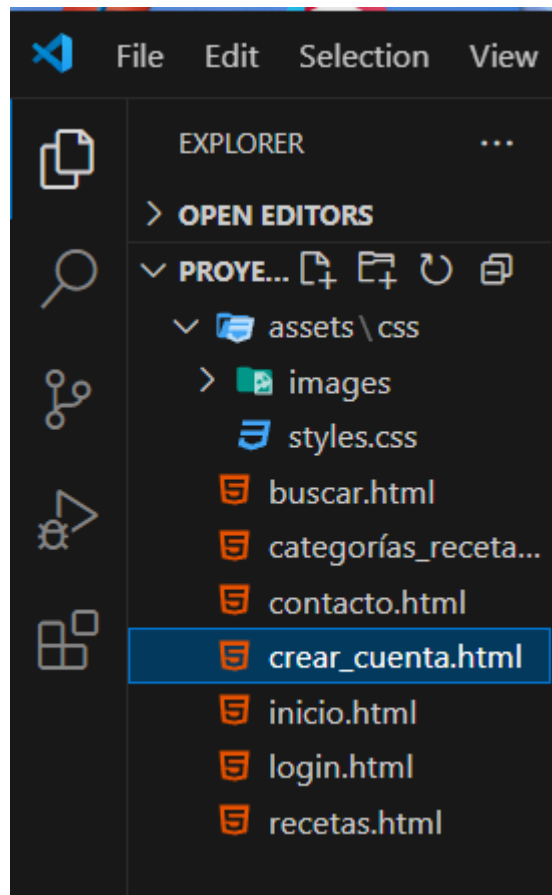 File Edit Selection View
EXPLORER ...
OPEN EDITORS
PROYE...
assets\css
images
styles.css
buscar.html
categorías_receta...
contacto.html
crear_cuenta.html
inicio.html
login.html
recetas.html